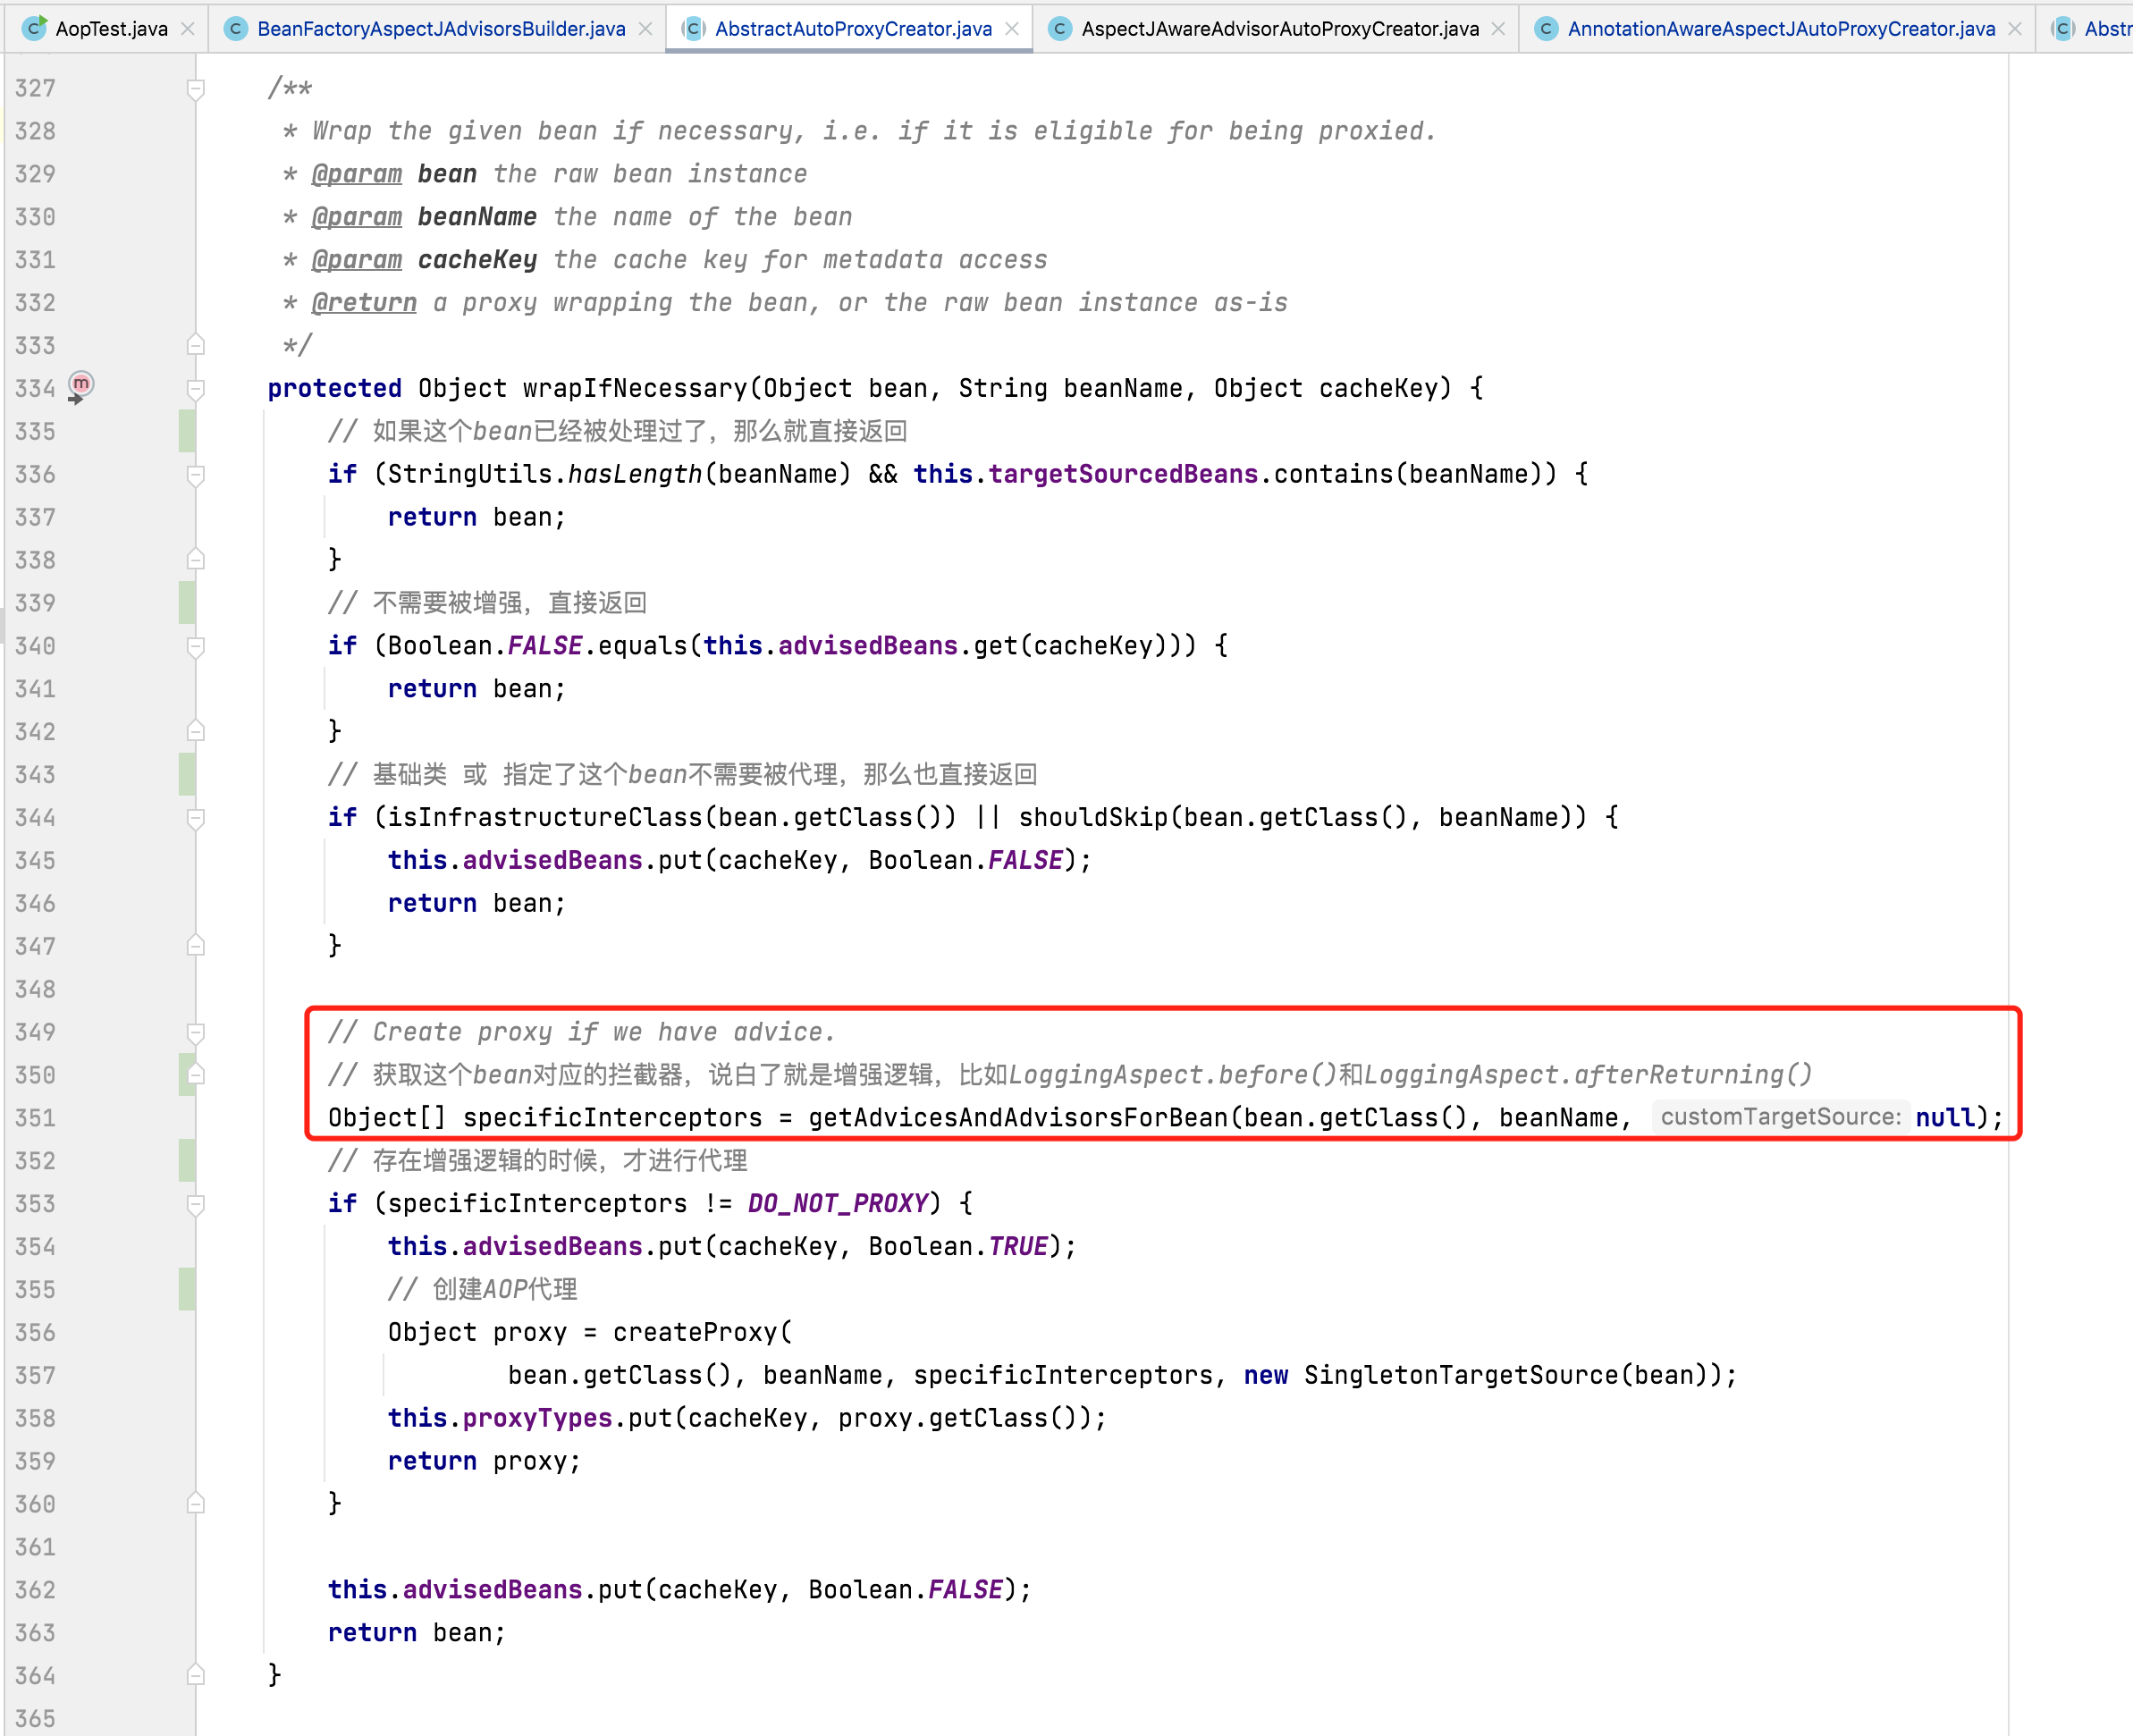 AopTest.java BeanFactoryAspectJAdvisorsBuilder.java AbstractAutoProxyCreator.java AspectJAwareAdvisorAutoProxyCreator.java AnnotationAwareAspectJAutoProxyCreator.java Abstr
327 /**
328 * Wrap the given bean if necessary, i.e. if it is eligible for being proxied.
329 * @param bean the raw bean instance
330 * @param beanName the name of the bean
331 * @param cacheKey the cache key for metadata access
332 * @return a proxy wrapping the bean, or the raw bean instance as-is
333 */
334 protected Object wrapIfNecessary(Object bean, String beanName, Object cacheKey) {
335 // 如果这个bean已经被处理过了，那么就直接返回
336 if (StringUtils.hasLength(beanName) && this.targetSourcedBeans.contains(beanName)) {
337 return bean;
338 }
339 // 不需要被增强，直接返回
340 if (Boolean.FALSE.equals(this.advisedBeans.get(cacheKey))) {
341 return bean;
342 }
343 // 基础类 或 指定了这个bean不需要被代理，那么也直接返回
344 if (isInfrastructureClass(bean.getClass()) || shouldSkip(bean.getClass(), beanName)) {
345 this.advisedBeans.put(cacheKey, Boolean.FALSE);
346 return bean;
347 }
348
349 // Create proxy if we have advice.
350 // 获取这个bean对应的拦截器，说白了就是增强逻辑，比如LoggingAspect.before()和LoggingAspect.afterReturning()
351 Object[] specificInterceptors = getAdvicesAndAdvisorsForBean(bean.getClass(), beanName, customTargetSource: null);
352 // 存在增强逻辑的时候，才进行代理
353 if (specificInterceptors != DO_NOT_PROXY) {
354 this.advisedBeans.put(cacheKey, Boolean.TRUE);
355 // 创建AOP代理
356 Object proxy = createProxy(
357 bean.getClass(), beanName, specificInterceptors, new SingletonTargetSource(bean));
358 this.proxyTypes.put(cacheKey, proxy.getClass());
359 return proxy;
360 }
361
362 this.advisedBeans.put(cacheKey, Boolean.FALSE);
363 return bean;
364 }
365